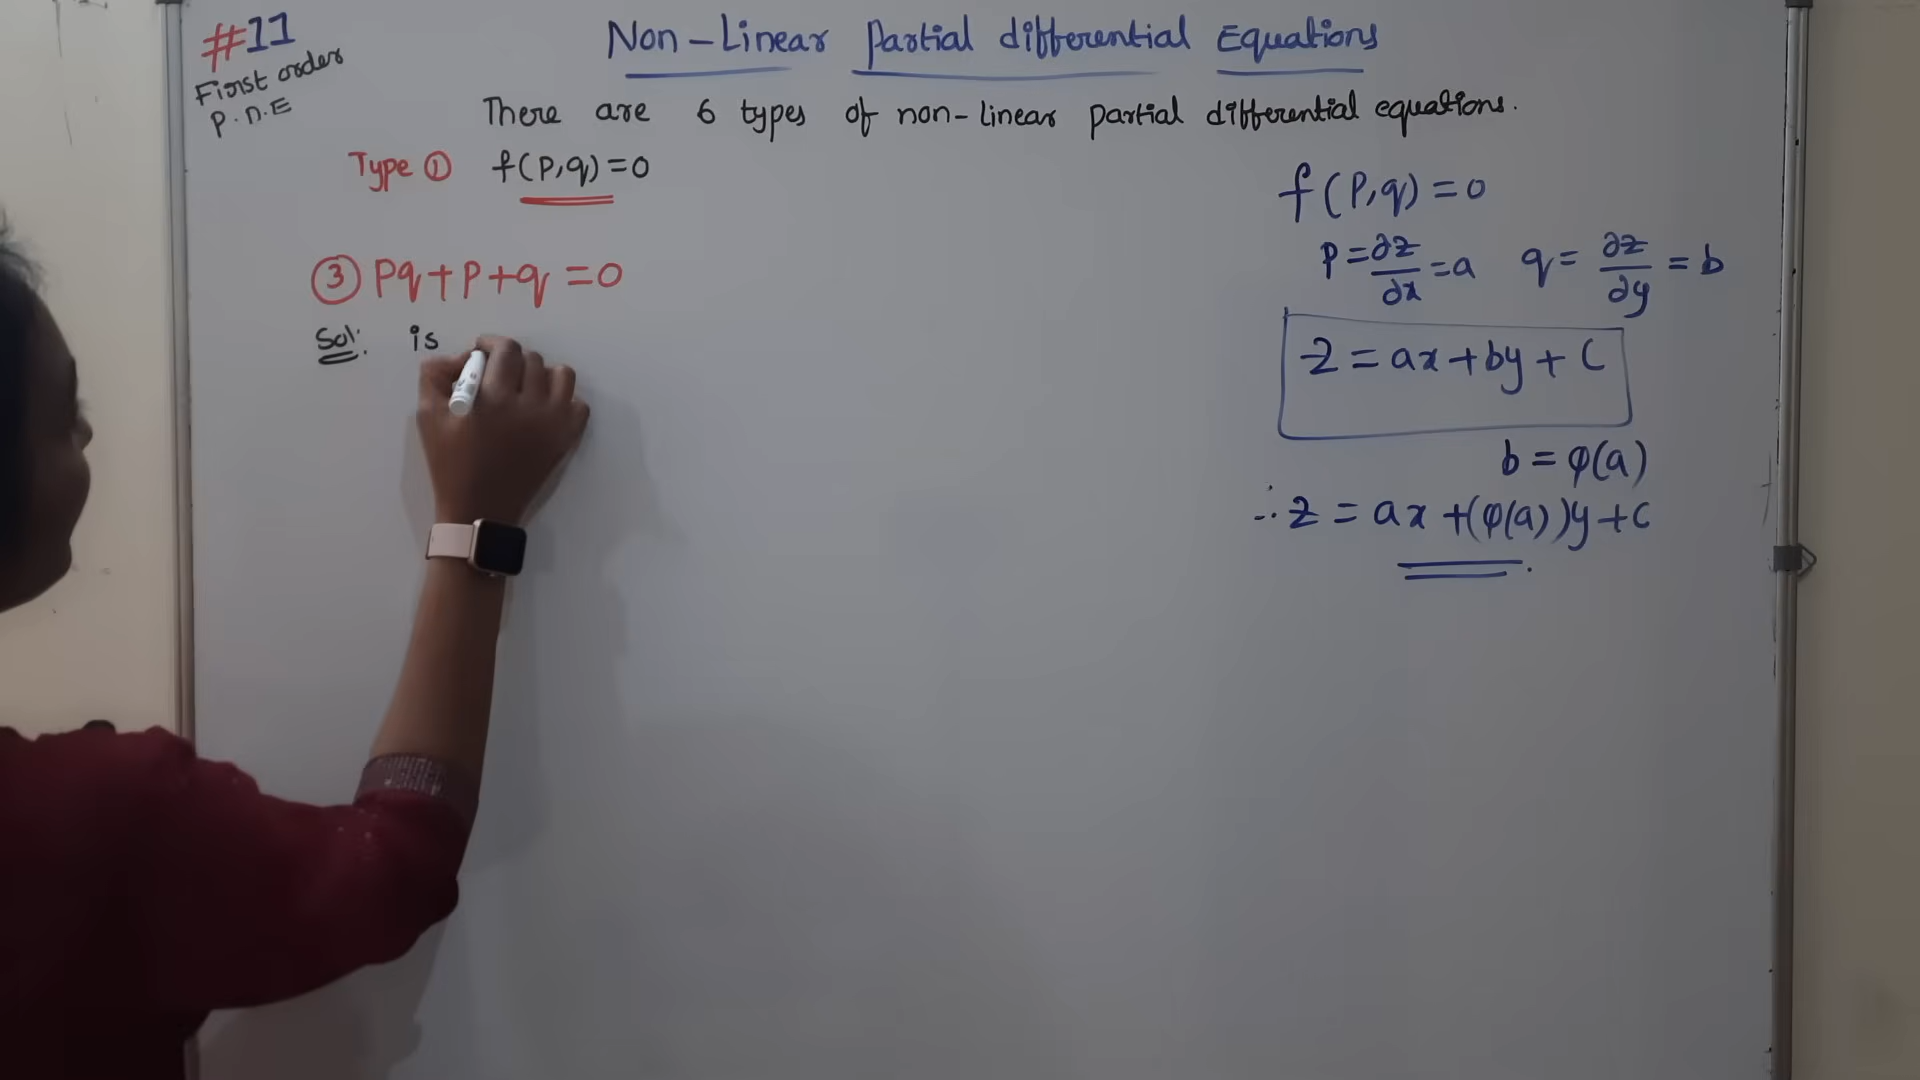 #11
First order
P.D.E
Non-Linear Partial differential Equations
There are 6 types of non-linear partial differential equations.
Type ① f(P,q)=0
③ Pq+P+q=0
Sol: is
f(P,q)=0
P=∂z/∂x=a q=∂z/∂y=b
z=ax+by+c
b=φ(a)
∴ z=ax+(φ(a))y+c